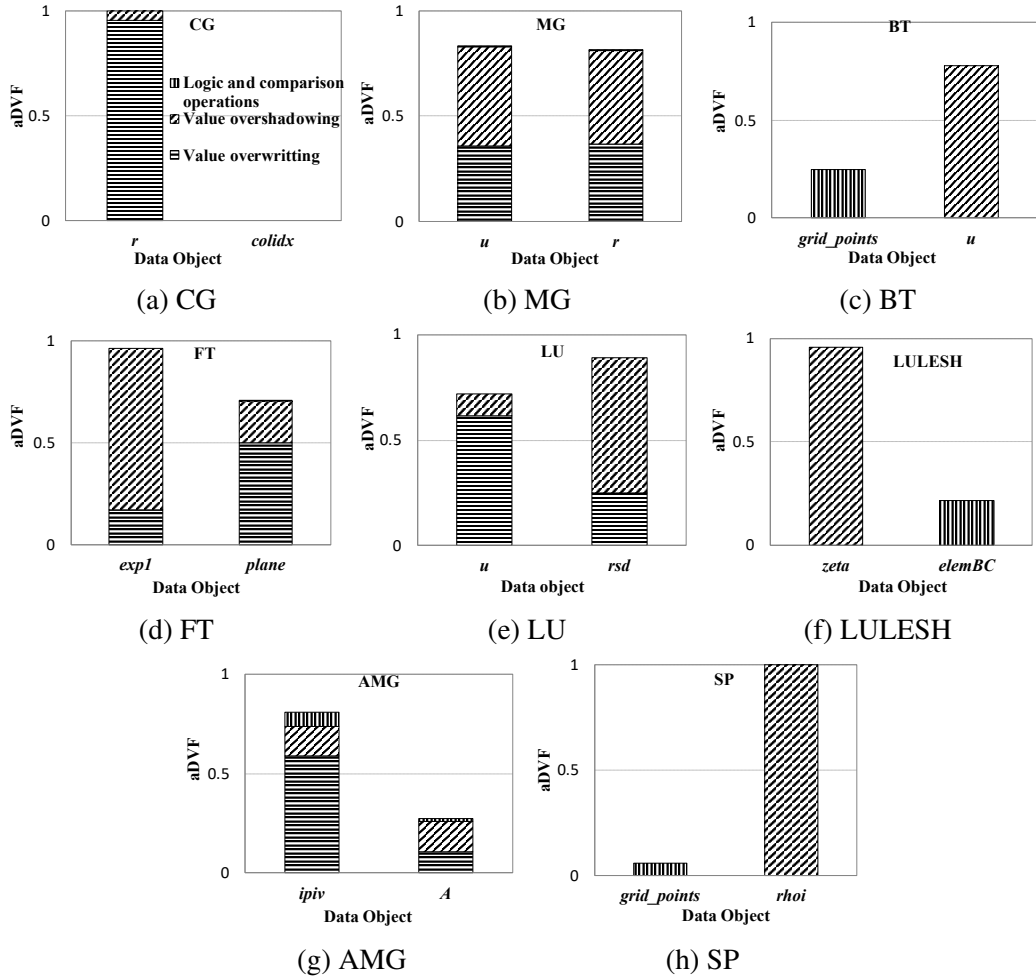 CG
1
0.5
0
aDVF
Logic and comparison
operations
Value overshadowing
Value overwritting
r
colidx
Data Object
(a) CG
MG
1
0.5
0
aDVF
u
r
Data Object
(b) MG
BT
1
0.5
0
aDVF
grid_points
u
Data Object
(c) BT
FT
1
0.5
0
aDVF
exp1
plane
Data Object
(d) FT
LU
1
0.5
0
aDVF
u
rsd
Data object
(e) LU
LULESH
1
0.5
0
aDVF
zeta
elemBC
Data Object
(f) LULESH
AMG
1
0.5
0
aDVF
ipiv
A
Data Object
(g) AMG
SP
1
0.5
0
aDVF
grid_points
rhoi
Data Object
(h) SP